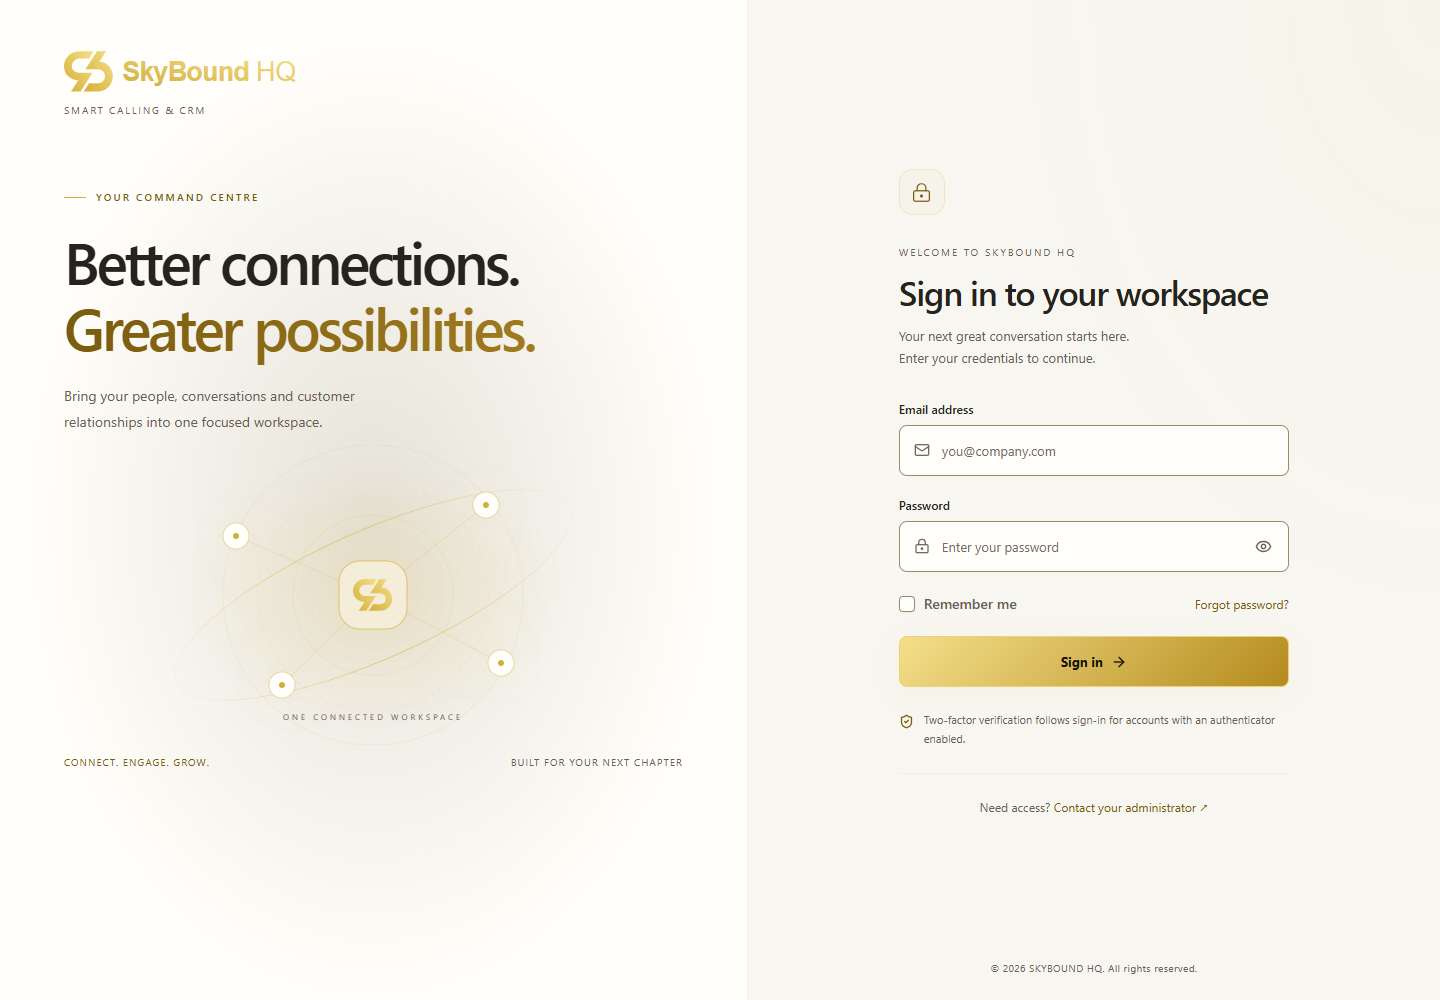 SkyBound HQ
SMART CALLING & CRM
YOUR COMMAND CENTRE
Better connections.
Greater possibilities.
Bring your people, conversations and customer
relationships into one focused workspace.
ONE CONNECTED WORKSPACE
CONNECT. ENGAGE. GROW.
BUILT FOR YOUR NEXT CHAPTER
WELCOME TO SKYBOUND HQ
Sign in to your workspace
Your next great conversation starts here.
Enter your credentials to continue.
Email address
you@company.com
Password
Enter your password
Remember me
Forgot password?
Sign in →
Two-factor verification follows sign-in for accounts with an authenticator
enabled.
Need access? Contact your administrator ↗
© 2026 SKYBOUND HQ. All rights reserved.